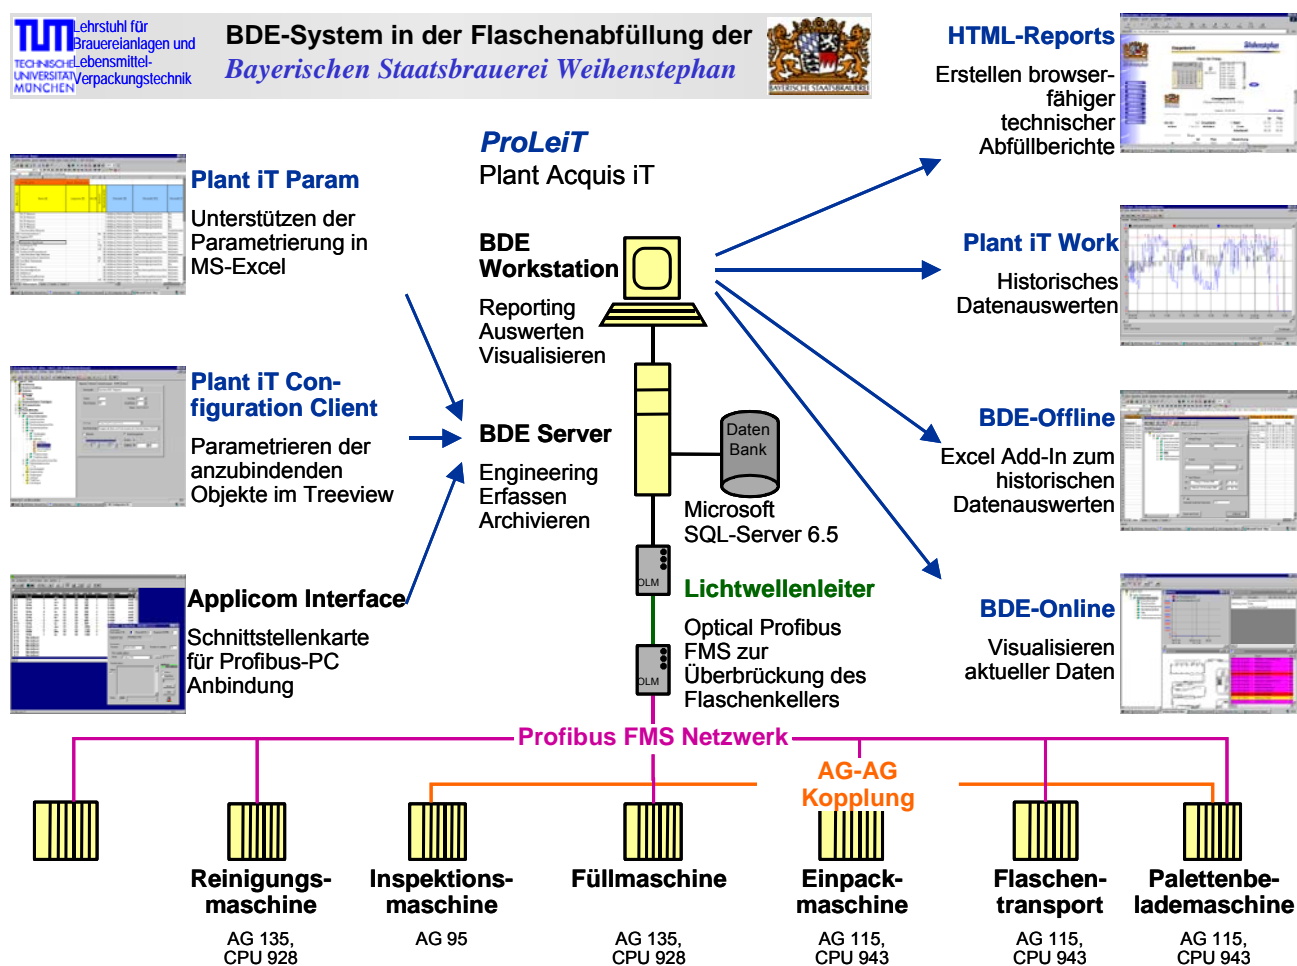 TUM
TECHNISCHE
UNIVERSITÄT
MÜNCHEN
Lehrstuhl für
Brauereianlagen und
Lebensmittel-
Verpackungstechnik
BDE-System in der Flaschenabfüllung der
Bayerischen Staatsbrauerei Weihenstephan
BAYERISCHE STAATSBRAUEREI
HTML-Reports
Erstellen browser-
fähiger
technischer
Abfüllberichte
ProLeiT
Plant Acquis iT
Plant iT Param
Unterstützen der
Parametrierung in
MS-Excel
BDE
Workstation
Reporting
Auswerten
Visualisieren
Plant iT Work
Historisches
Datenauswerten
Plant iT Con-
figuration Client
Parametrieren der
anzubindenden
Objekte im Treeview
BDE Server
Engineering
Erfassen
Archivieren
Daten
Bank
Microsoft
SQL-Server 6.5
BDE-Offline
Excel Add-In zum
historischen
Datenauswerten
Applicom Interface
Schnittstellenkarte
für Profibus-PC
Anbindung
OLM
OLM
Lichtwellenleiter
Optical Profibus
FMS zur
Überbrückung des
Flaschenkellers
BDE-Online
Visualisieren
aktueller Daten
Profibus FMS Netzwerk
AG-AG
Kopplung
Reinigungs-
maschine
AG 135,
CPU 928
Inspektions-
maschine
AG 95
Füllmaschine
AG 135,
CPU 928
Einpack-
maschine
AG 115,
CPU 943
Flaschen-
transport
AG 115,
CPU 943
Palettenbe-
lademaschine
AG 115,
CPU 943